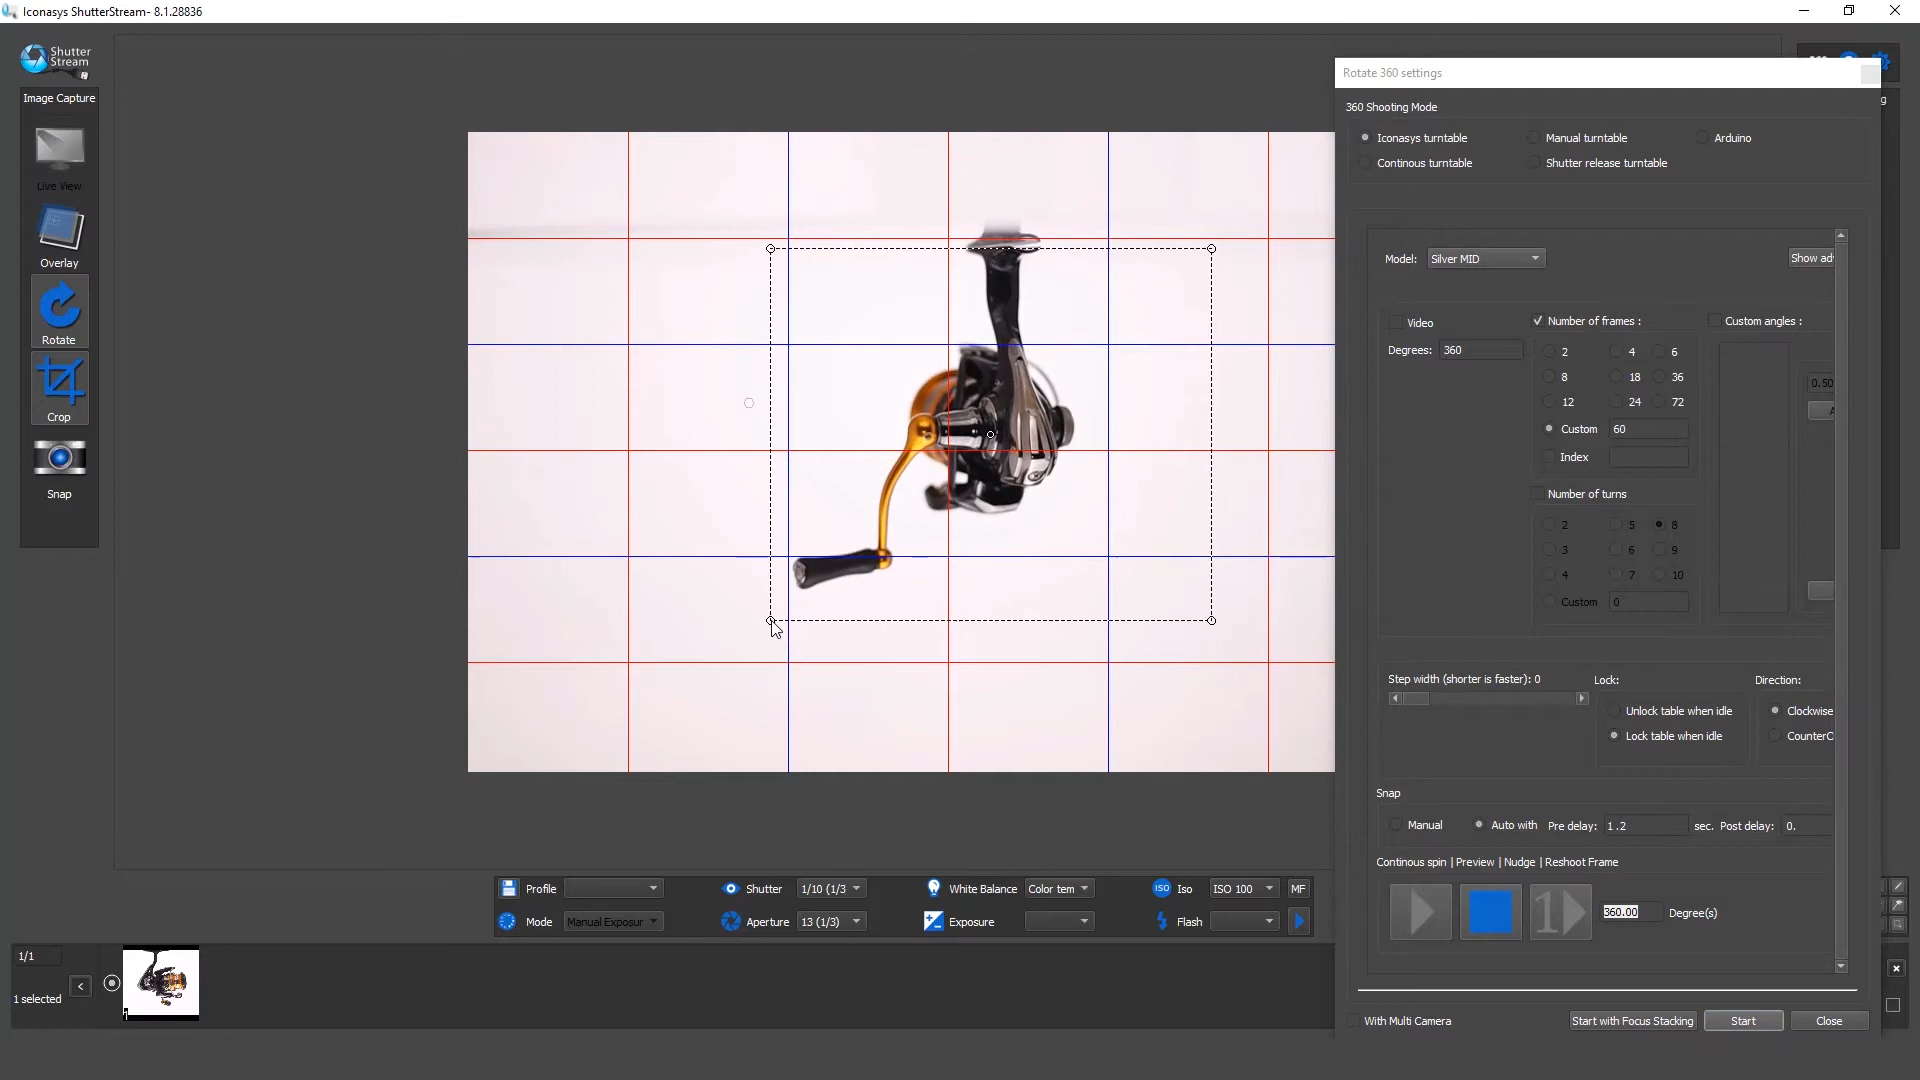 Iconasys ShutterStream- 8.1.28836
Shutter
Stream
Image Capture
Live View
Overlay
Rotate
Crop
Snap
Rotate 360 settings
g
360 Shooting Mode
Iconasys turntable
Manual turntable
Arduino
Continous turntable
Shutter release turntable
Model: Silver MID
Show ad
Video
Number of frames :
Custom angles :
Degrees: 360
2 4 6
8 18 36
12 24 72
0.50
A
Custom 60
Index
Number of turns
2 5 8
3 6 9
4 7 10
Custom 0
Step width (shorter is faster): 0
Lock:
Direction:
Unlock table when idle
Clockwise
Lock table when idle
CounterC
Snap
Manual
Auto with Pre delay: 1.2 sec. Post delay: 0.
Continous spin | Preview | Nudge | Reshoot Frame
1 360.00 Degree(s)
With Multi Camera
Start with Focus Stacking
Start
Close
Profile
Shutter 1/10 (1/3
White Balance Color tem
ISO Iso ISO 100 MF
Mode Manual Exposur
Aperture 13 (1/3)
Exposure
Flash
1/1
1 selected
<
1